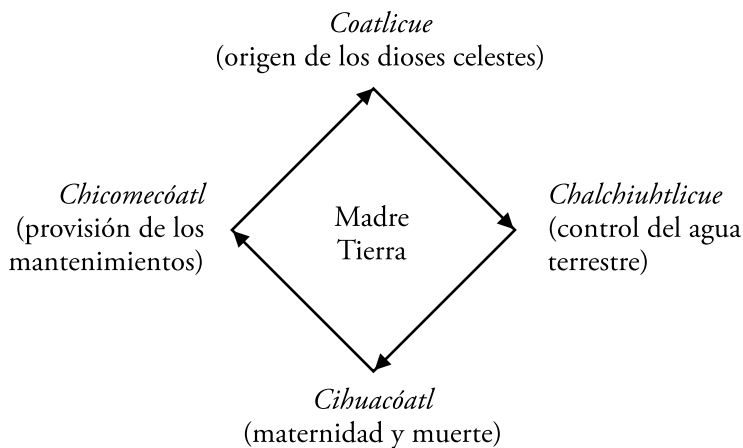 Coatlicue
(origen de los dioses celestes)
Chicomecóatl
(provisión de los
mantenimientos)
Madre
Tierra
Chalchiuhtlicue
(control del agua
terrestre)
Cihuacóatl
(maternidad y muerte)